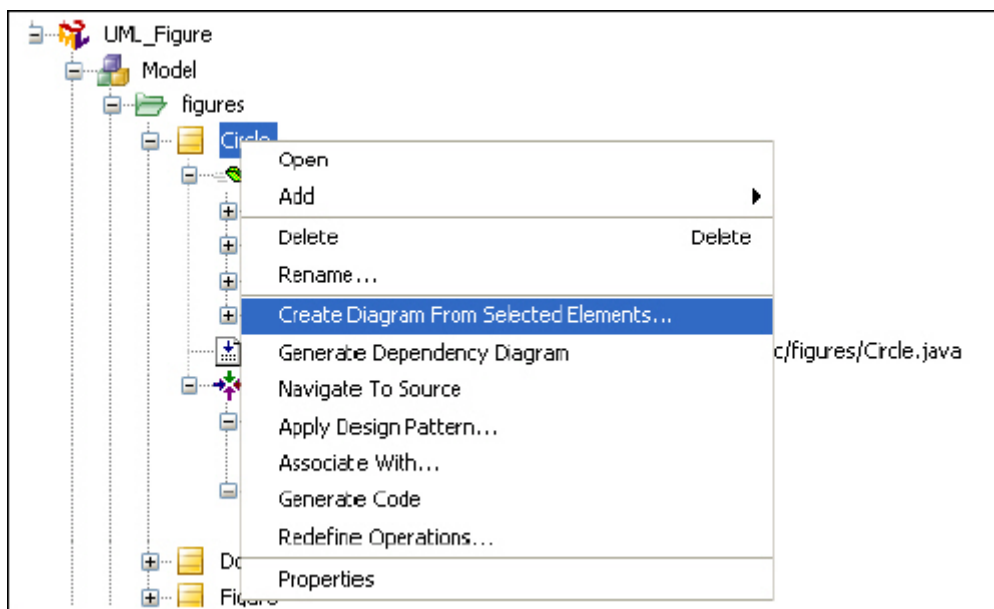 UML_Figure
Model
figures
Circle
Open
Add
Delete Delete
Rename...
Create Diagram From Selected Elements...
Generate Dependency Diagram c/figures/Circle.java
Navigate To Source
Apply Design Pattern...
Associate With...
Generate Code
Redefine Operations...
Properties
Figure